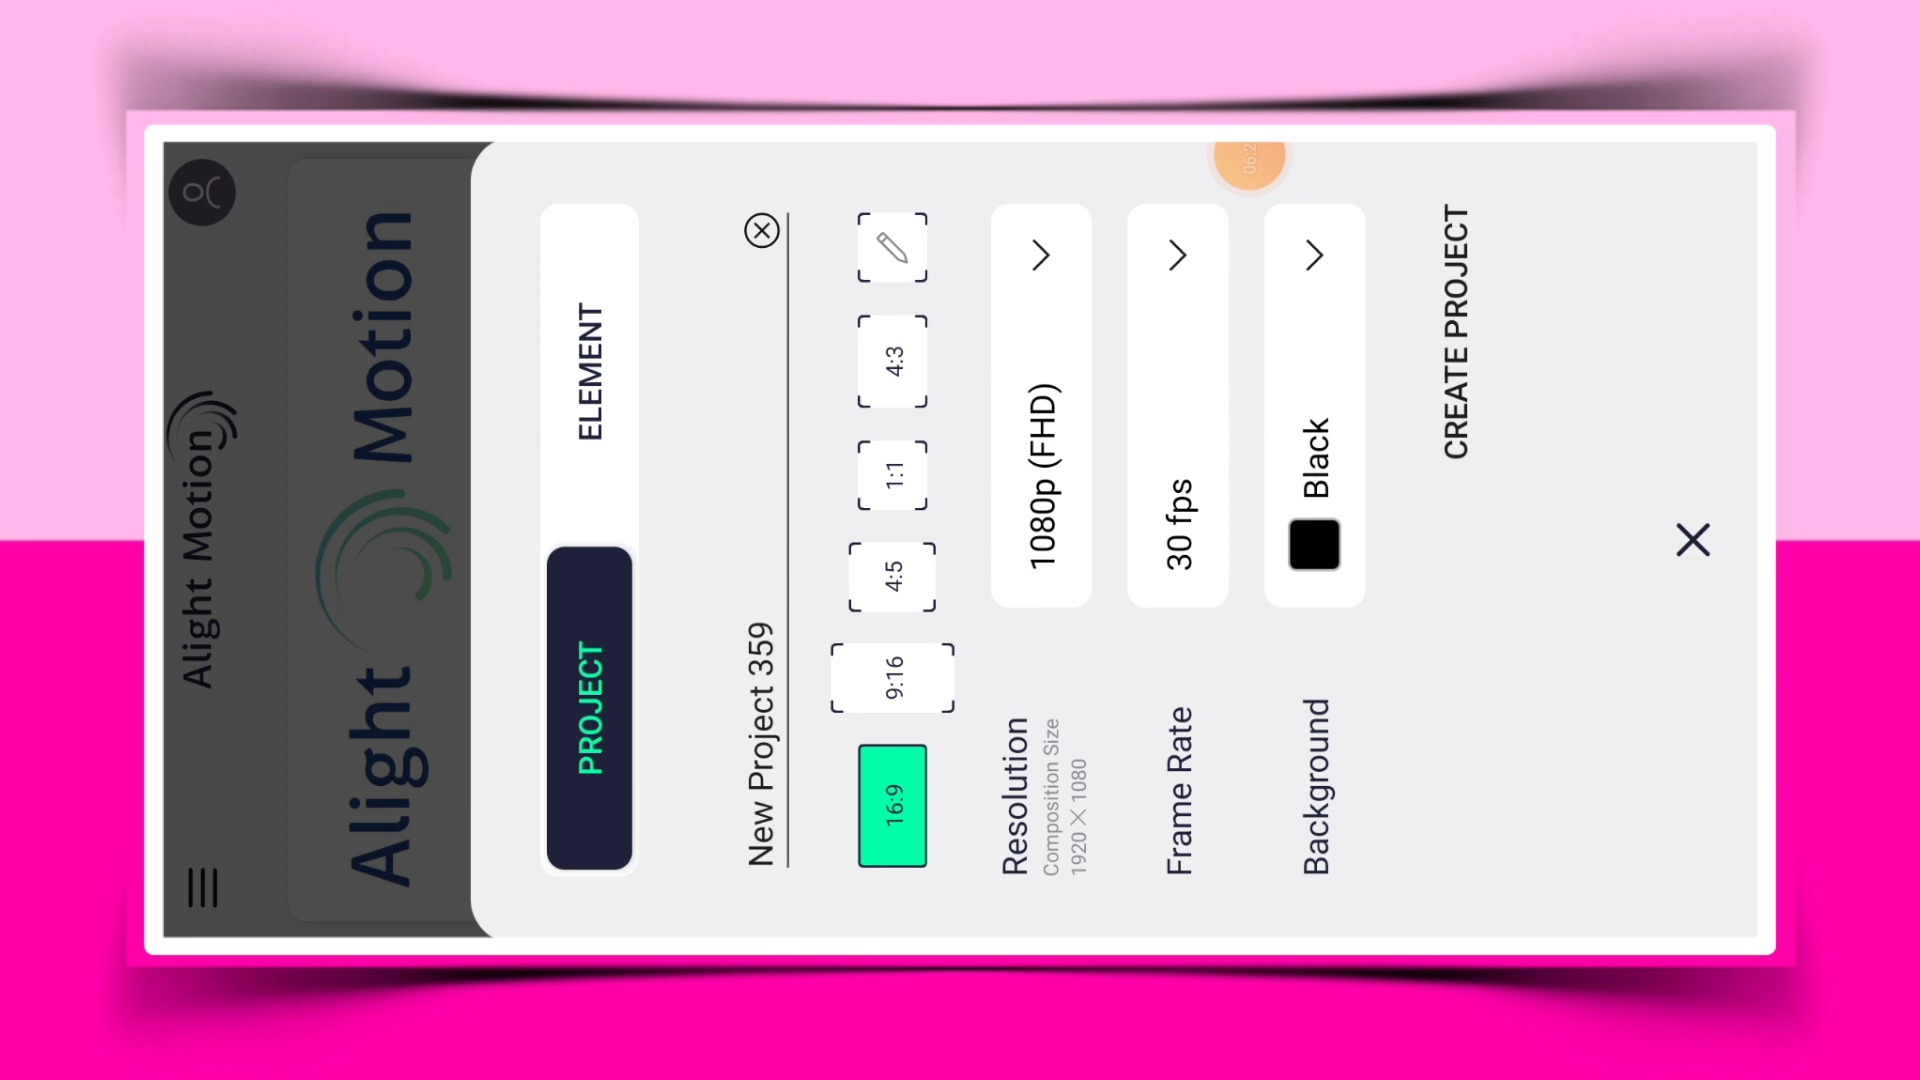 Alight Motion
Alight Motion
PROJECT
ELEMENT
New Project 359
16:9
9:16
4:5
1:1
4:3
Resolution
Composition Size
1920 X 1080
1080p (FHD)
Frame Rate
30 fps
Background
Black
CREATE PROJECT